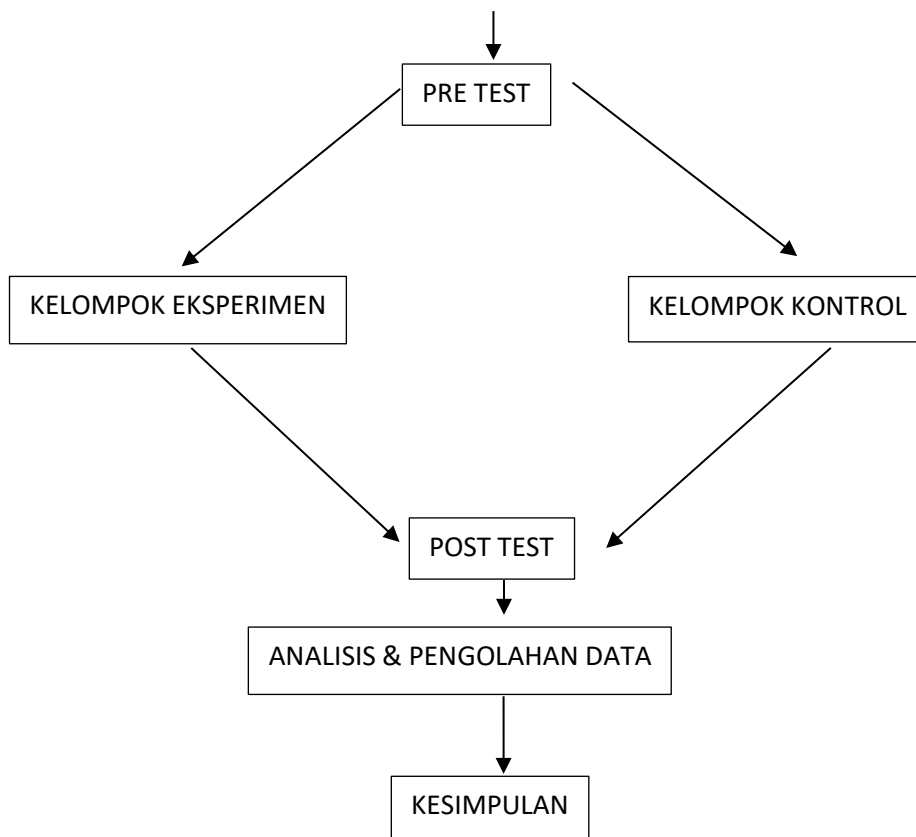 PRE TEST
KELOMPOK EKSPERIMEN
KELOMPOK KONTROL
POST TEST
ANALISIS & PENGOLAHAN DATA
KESIMPULAN